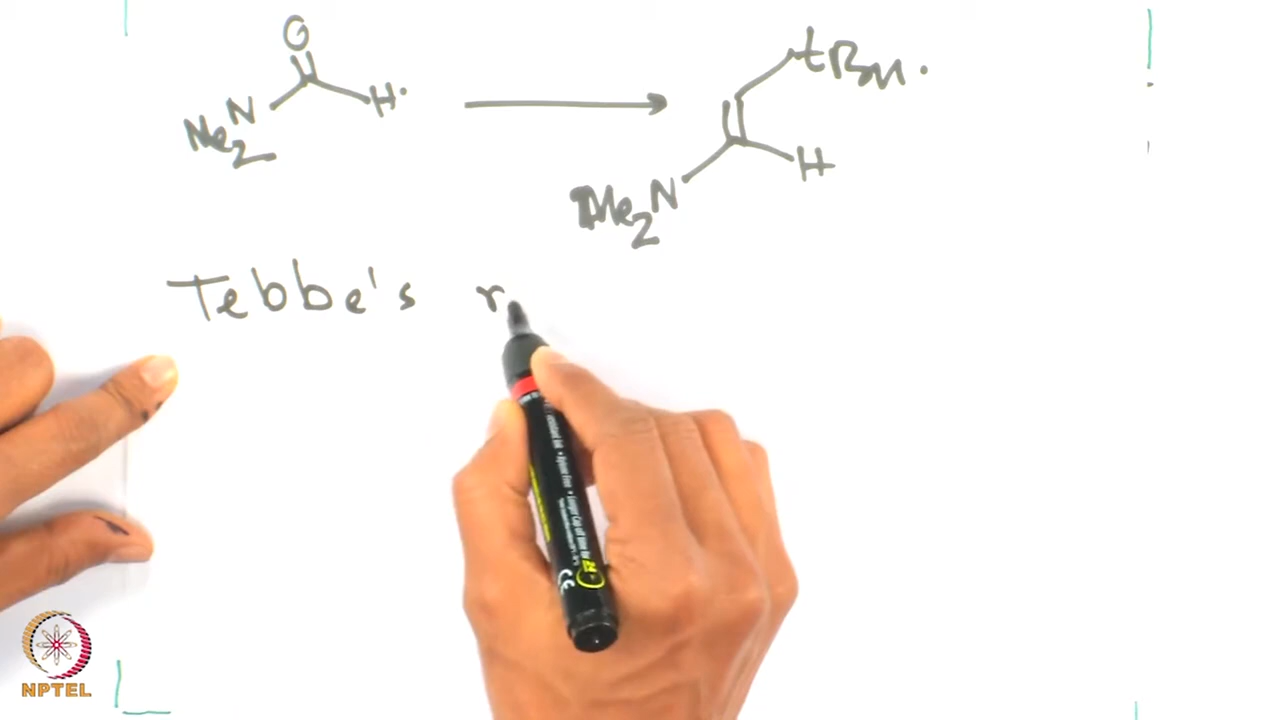 O
Me2N H.
tBu.
H
Me2N
Tebbe's r
NPTEL